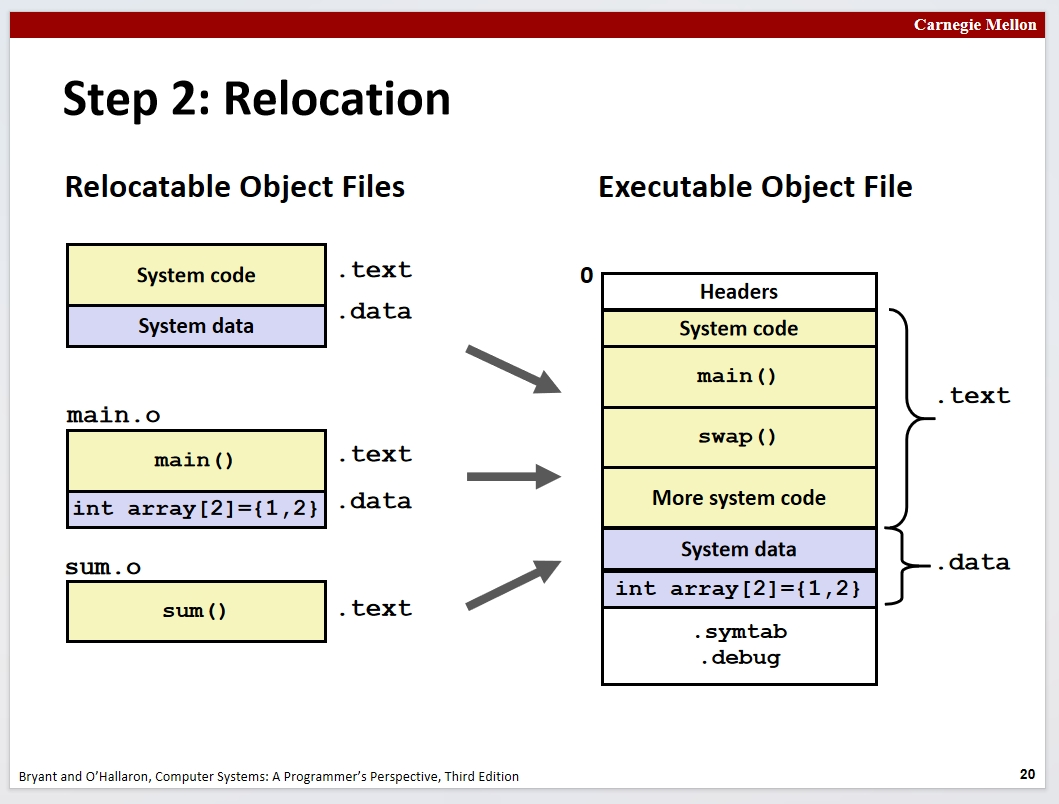 Carnegie Mellon
Step 2: Relocation
Relocatable Object Files
System code
.text
System data
.data
main.o
main()
.text
int array[2]={1,2}
.data
sum.o
sum()
.text
Executable Object File
0
Headers
System code
main()
swap()
More system code
.text
System data
int array[2]={1,2}
.data
.symtab
.debug
Bryant and O’Hallaron, Computer Systems: A Programmer’s Perspective, Third Edition
20